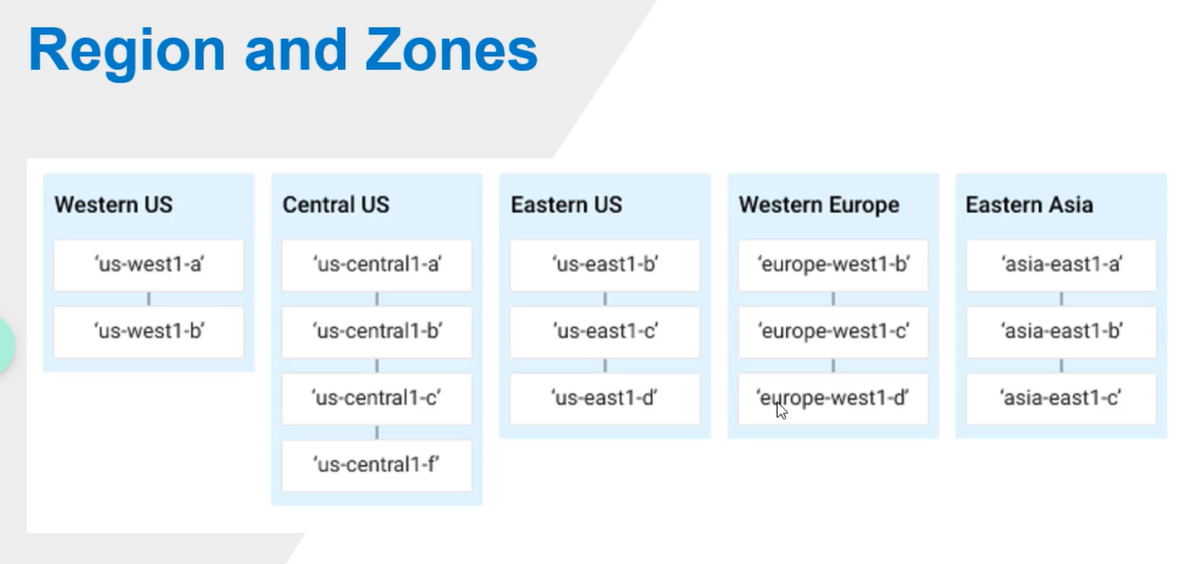 Region and Zones
Western US
‘us-west1-a’
‘us-west1-b’
Central US
‘us-central1-a’
‘us-central1-b’
‘us-central1-c’
‘us-central1-f’
Eastern US
‘us-east1-b’
‘us-east1-c’
‘us-east1-d’
Western Europe
‘europe-west1-b’
‘europe-west1-c’
‘europe-west1-d’
Eastern Asia
‘asia-east1-a’
‘asia-east1-b’
‘asia-east1-c’